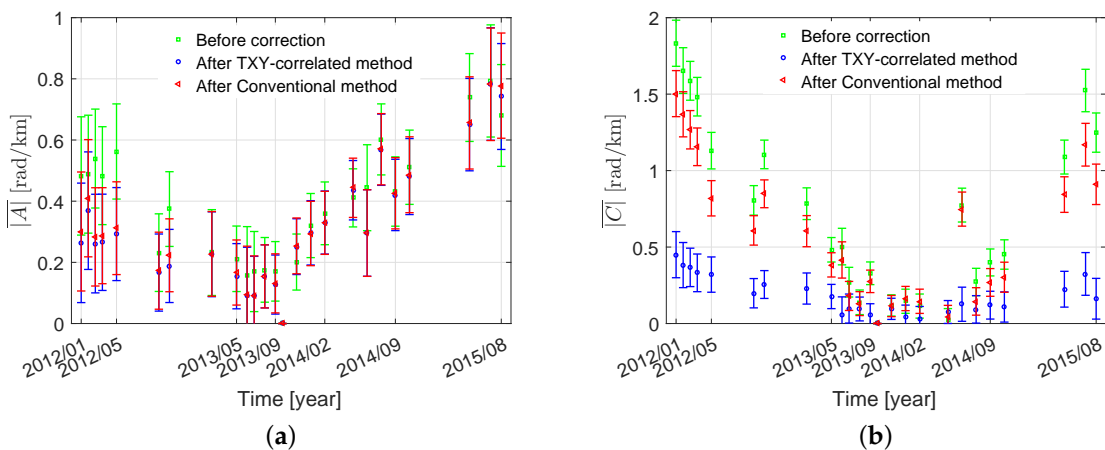 1
0.8
0.6
0.4
0.2
0
|A| [rad/km]
Before correction
After TXY-correlated method
After Conventional method
2012/01
2012/05
2013/05
2013/09
2014/02
2014/09
2015/08
Time [year]
(a)
2
1.5
1
0.5
0
|C| [rad/km]
Before correction
After TXY-correlated method
After Conventional method
2012/01
2012/05
2013/05
2013/09
2014/02
2014/09
2015/08
Time [year]
(b)